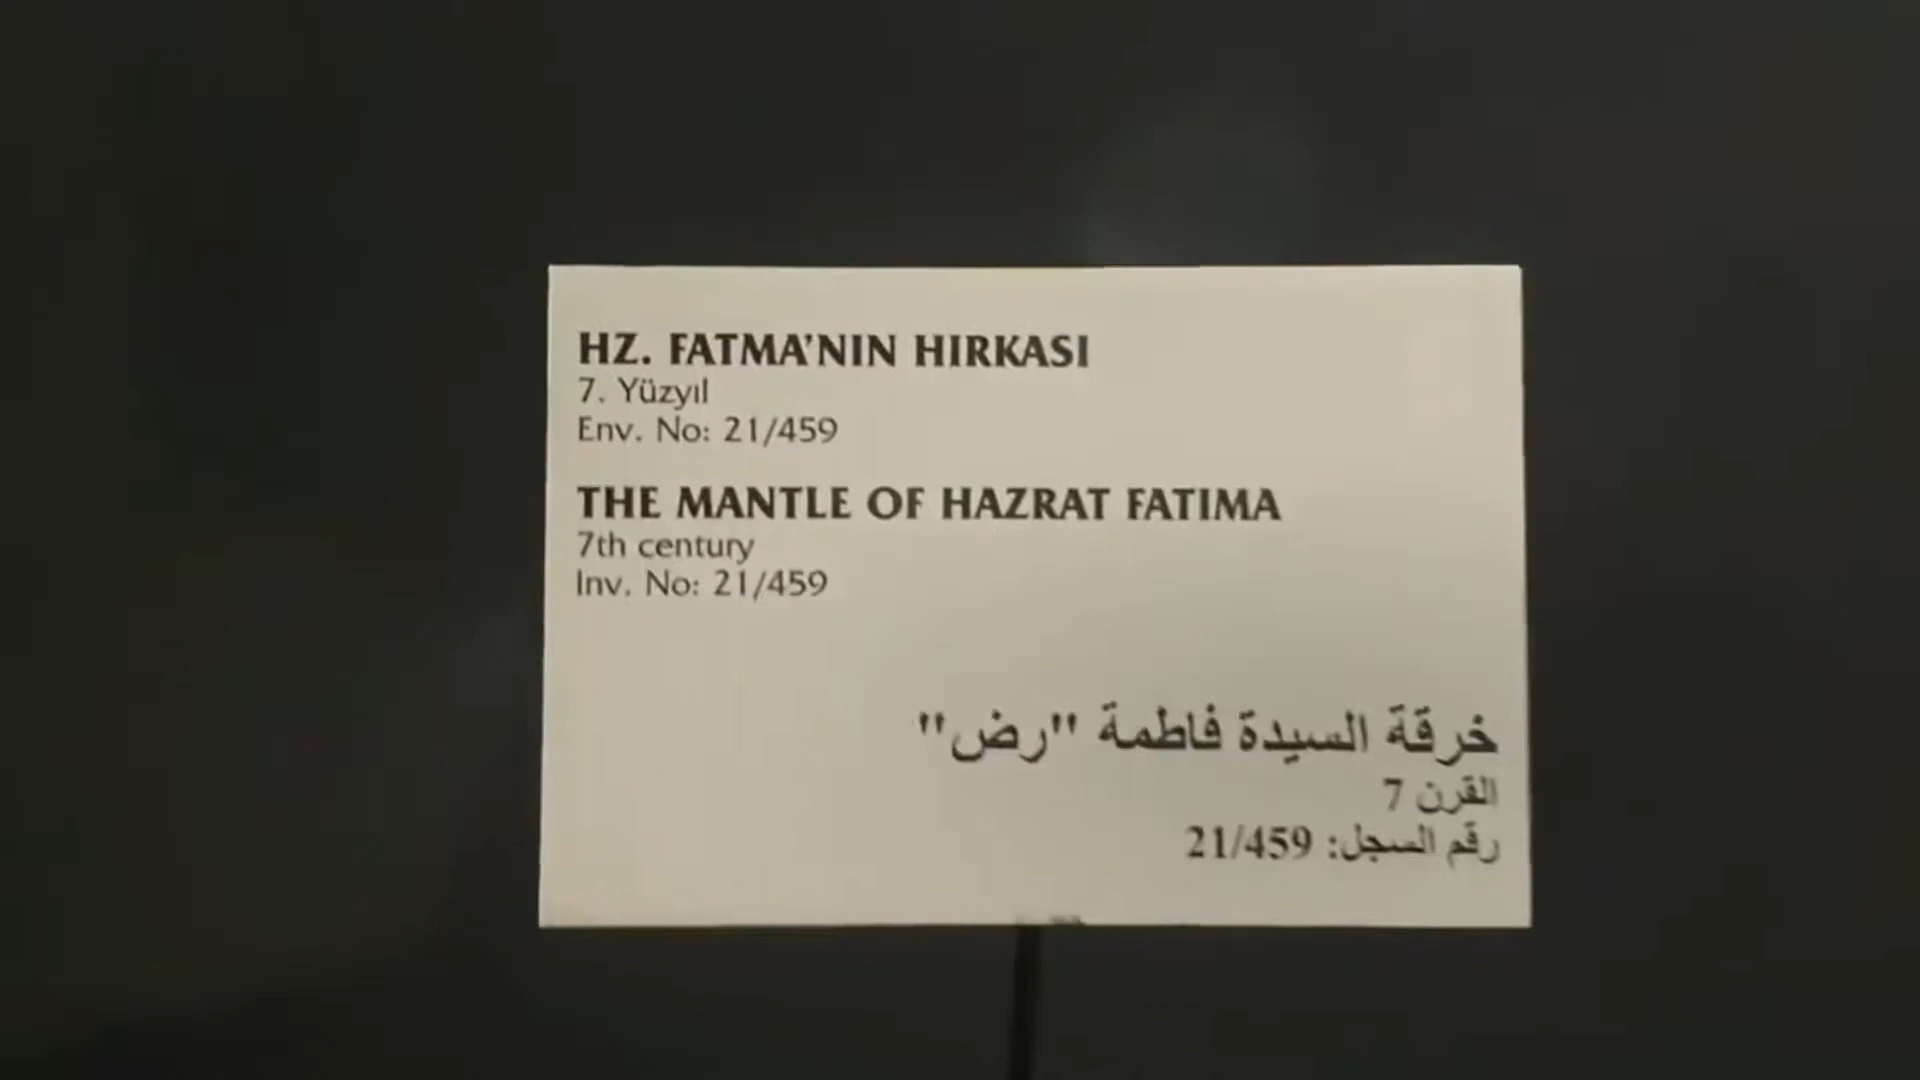 HZ. FATMA'NIN HIRKASI
7. Yüzyıl
Env. No: 21/459
THE MANTLE OF HAZRAT FATIMA
7th century
Inv. No: 21/459
خرقة السيدة فاطمة "رض"
القرن 7
رقم السجل: 21/459